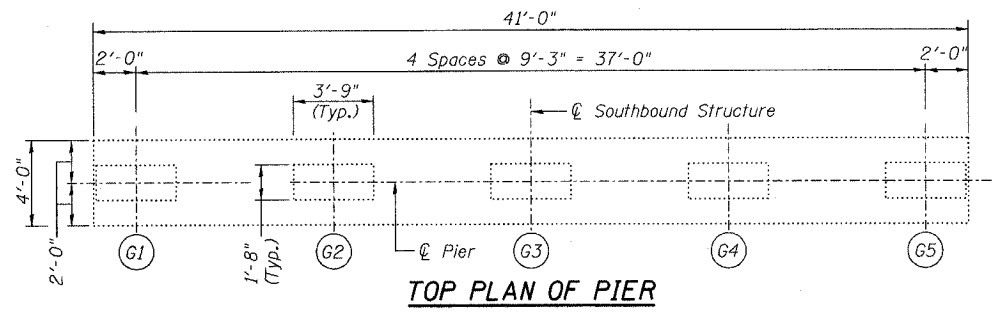 41'-0"
2'-0"
4 Spaces @ 9'-3" = 37'-0"
2'-0"
3'-9"
(Typ.)
℄ Southbound Structure
4'-0"
2'-0"
1'-8"
(Typ.)
℄ Pier
G1
G2
G3
G4
G5
TOP PLAN OF PIER